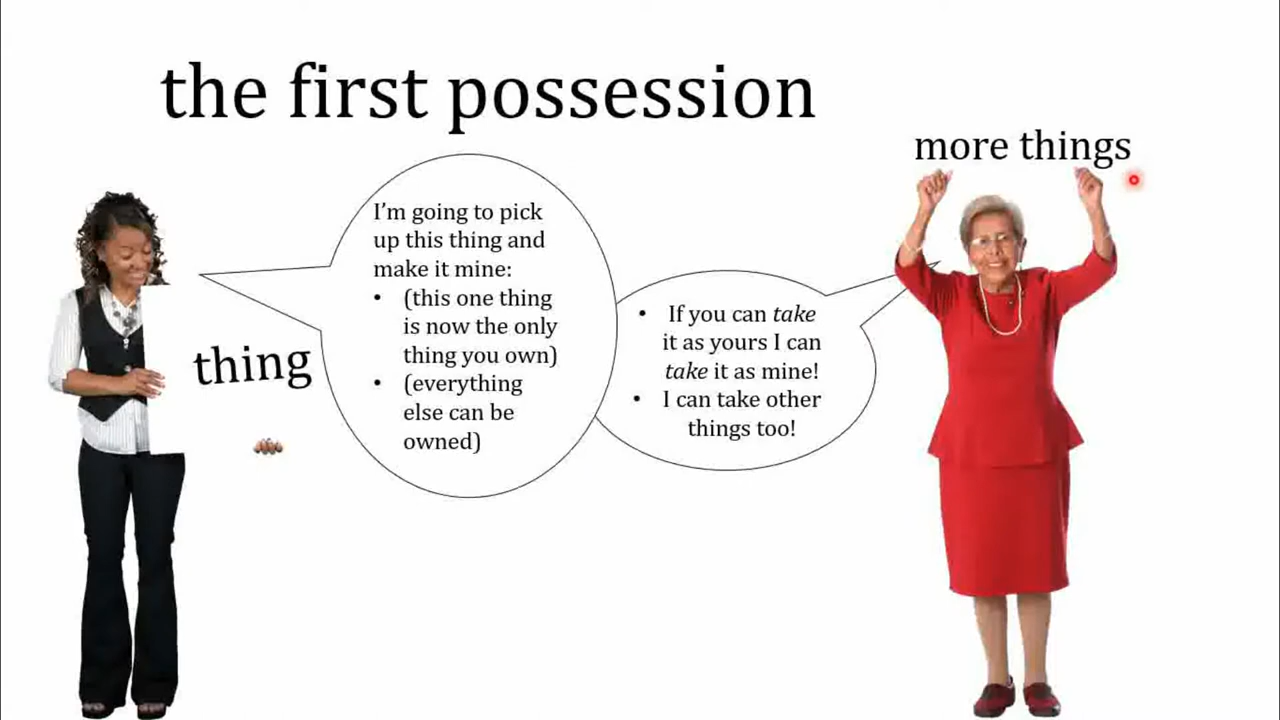 the first possession
more things
I’m going to pick
up this thing and
make it mine:
• (this one thing
is now the only
thing you own)
• (everything
else can be
owned)
• If you can take
it as yours I can
take it as mine!
• I can take other
things too!
thing